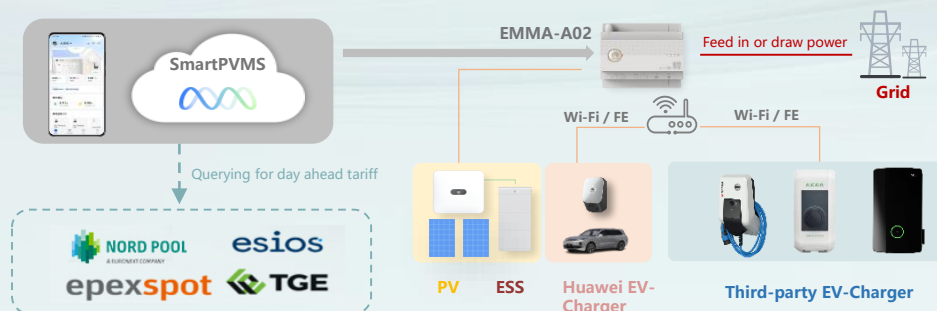 EMMA-A02
SmartPVMS
Feed in or draw power
Grid
Wi-Fi / FE
Wi-Fi / FE
Querying for day ahead tariff
NORD POOL
A EURONEXT COMPANY
esios
epexspot
TGE
PV
ESS
Huawei EV-
Charger
Third-party EV-Charger